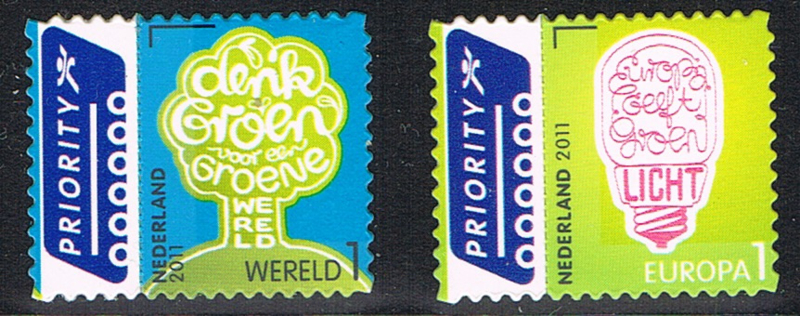 PRIORITY
NEDERLAND
2011
denk
Groen
voor een
GROENE
WE
RE
LD
WERELD 1
PRIORITY
NEDERLAND 2011
Europa
Geeft
Groen
LICHT
EUROPA 1